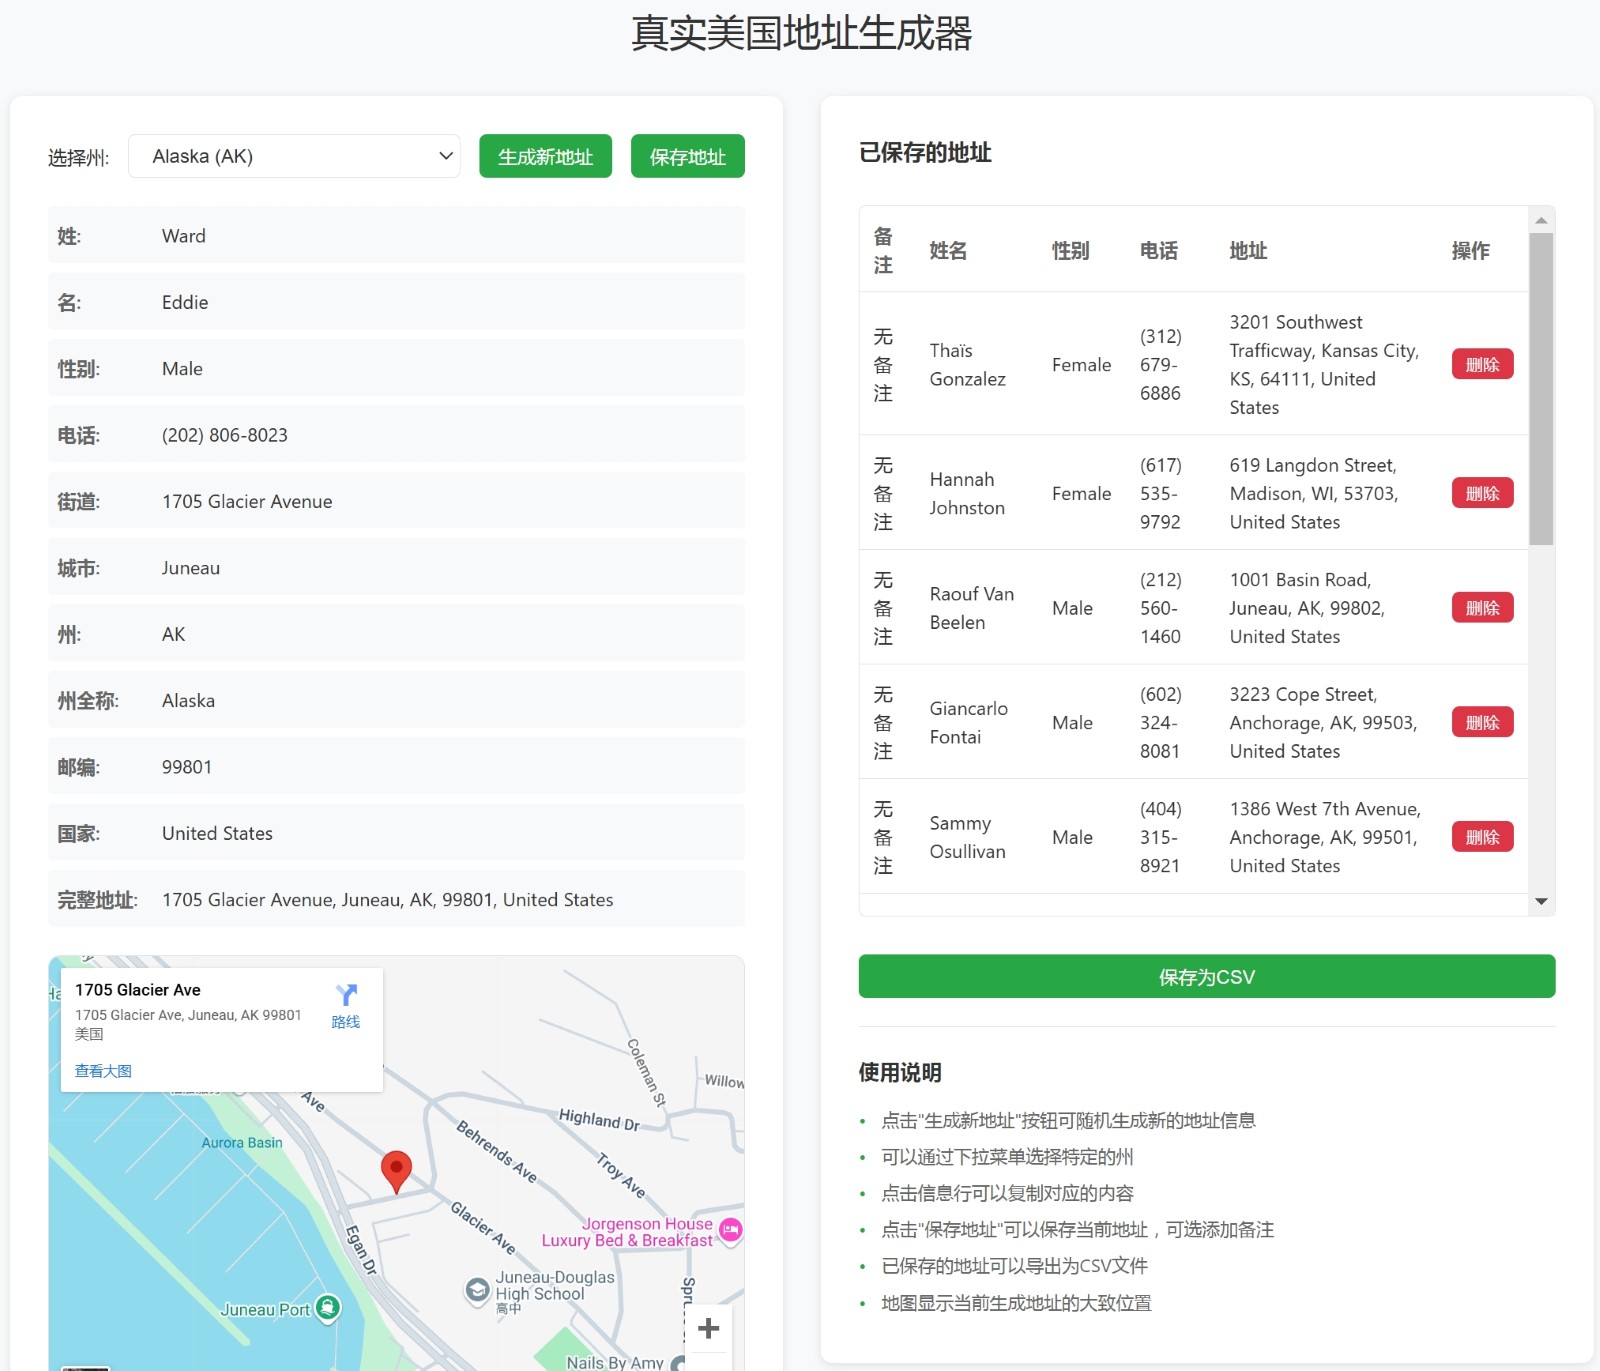 真实美国地址生成器
选择州:
Alaska (AK)
生成新地址
保存地址
姓:
Ward
名:
Eddie
性别:
Male
电话:
(202) 806-8023
街道:
1705 Glacier Avenue
城市:
Juneau
州:
AK
州全称:
Alaska
邮编:
99801
国家:
United States
完整地址:
1705 Glacier Avenue, Juneau, AK, 99801, United States
1705 Glacier Ave
1705 Glacier Ave, Juneau, AK 99801
美国
路线
查看大图
Coleman St
Willow
Ave
Highland Dr
Behrends Ave
Aurora Basin
Troy Ave
Glacier Ave
Jorgenson House
Luxury Bed & Breakfast
Egan Dr
Juneau-Douglas
High School
高中
Juneau Port
Nails By Amy
已保存的地址
备
注
姓名
性别
电话
地址
操作
无
备
注
Thaïs
Gonzalez
Female
(312)
679-
6886
3201 Southwest
Trafficway, Kansas City,
KS, 64111, United
States
删除
无
备
注
Hannah
Johnston
Female
(617)
535-
9792
619 Langdon Street,
Madison, WI, 53703,
United States
删除
无
备
注
Raouf Van
Beelen
Male
(212)
560-
1460
1001 Basin Road,
Juneau, AK, 99802,
United States
删除
无
备
注
Giancarlo
Fontai
Male
(602)
324-
8081
3223 Cope Street,
Anchorage, AK, 99503,
United States
删除
无
备
注
Sammy
Osullivan
Male
(404)
315-
8921
1386 West 7th Avenue,
Anchorage, AK, 99501,
United States
删除
保存为CSV
使用说明
• 点击"生成新地址"按钮可随机生成新的地址信息
• 可以通过下拉菜单选择特定的州
• 点击信息行可以复制对应的内容
• 点击"保存地址"可以保存当前地址，可选添加备注
• 已保存的地址可以导出为CSV文件
• 地图显示当前生成地址的大致位置